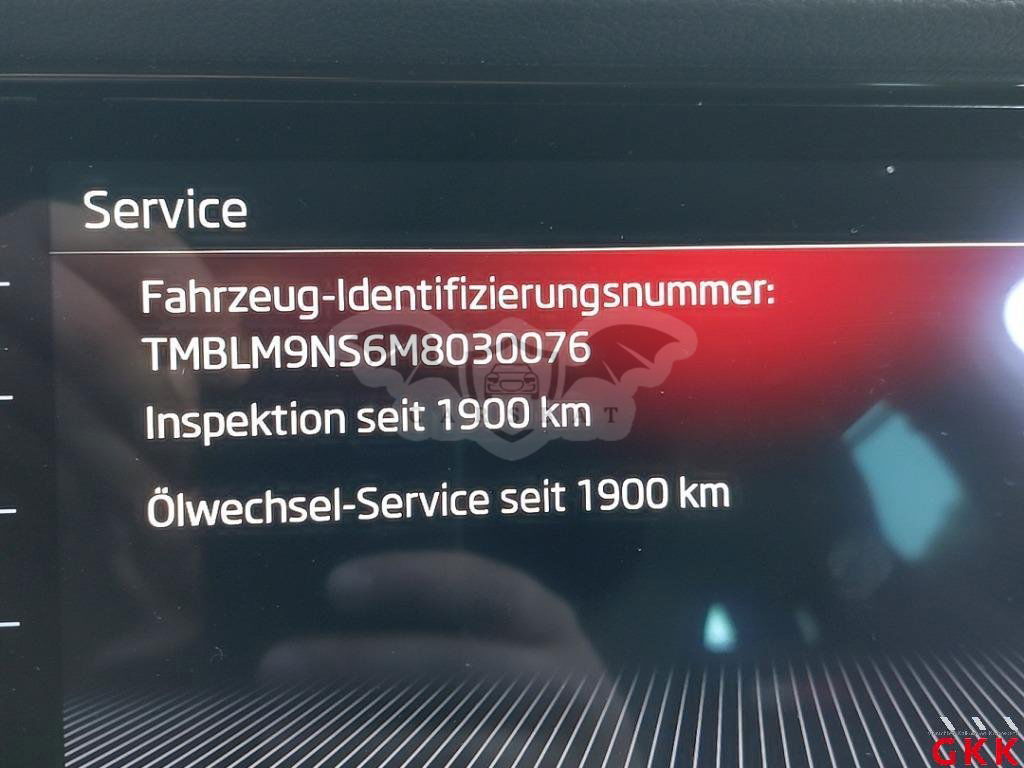 Service
Fahrzeug-Identifizierungsnummer:
TMBLM9NS6M8030076
Inspektion seit 1900 km
Ölwechsel-Service seit 1900 km
GKK